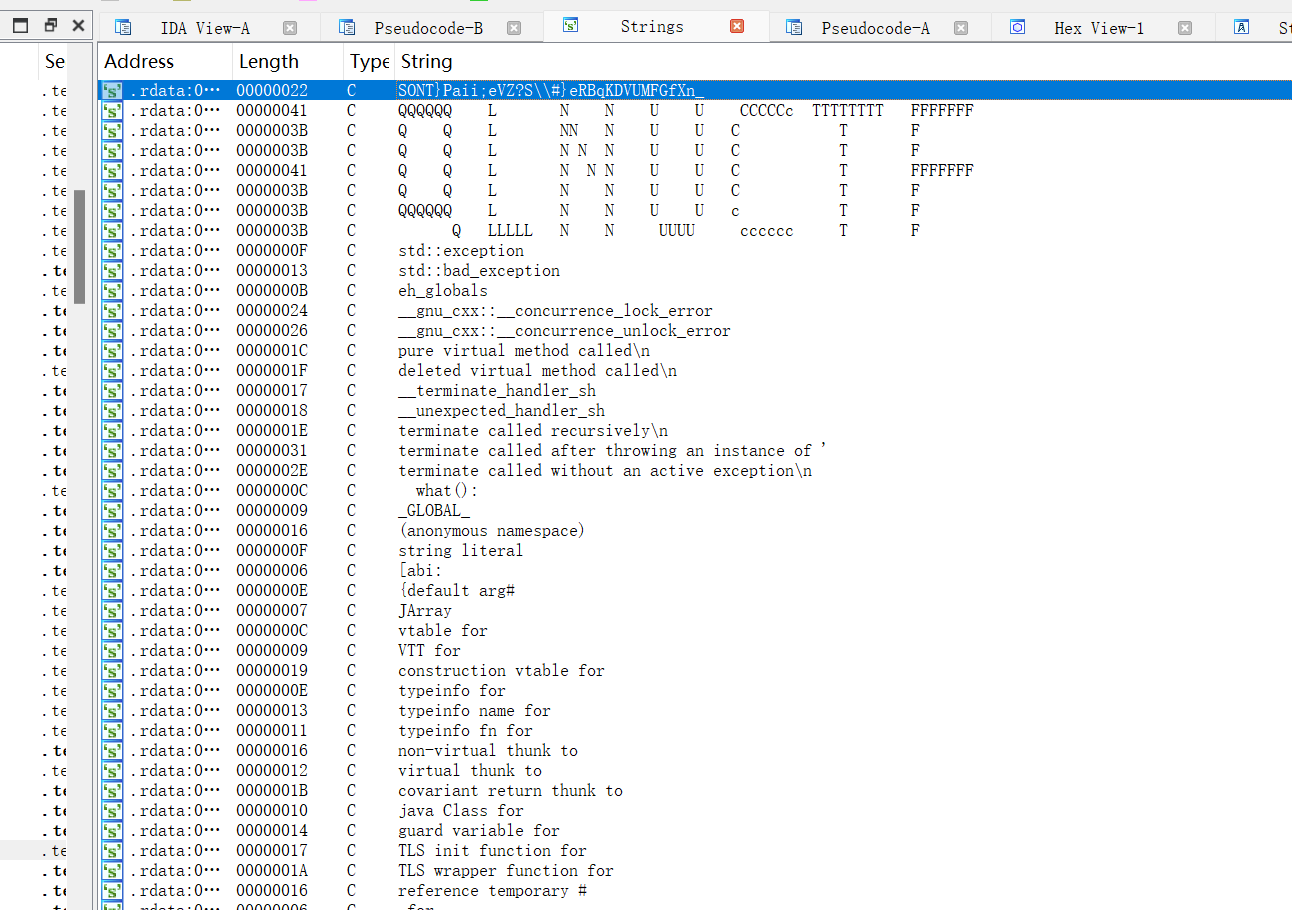 IDA View-A Pseudocode-B Strings Pseudocode-A Hex View-1
Se Address Length Type String
.te .rdata:0… 00000022 C SONT}Paii;eVZ?S\\#}eRBqKDVUMFGfXn_
.te .rdata:0… 00000041 C QQQQQQ L N N U U CCCCCc TTTTTTTT FFFFFFF
.te .rdata:0… 0000003B C Q Q L NN N U U C T F
.te .rdata:0… 0000003B C Q Q L N N N U U C T F
.te .rdata:0… 00000041 C Q Q L N N N U U C T FFFFFFF
.te .rdata:0… 0000003B C Q Q L N N U U C T F
.te .rdata:0… 0000003B C QQQQQQ L N N U U c T F
.te .rdata:0… 0000003B C Q LLLLL N N UUUU cccccc T F
.te .rdata:0… 0000000F C std::exception
.te .rdata:0… 00000013 C std::bad_exception
.te .rdata:0… 0000000B C eh_globals
.te .rdata:0… 00000024 C __gnu_cxx::__concurrence_lock_error
.te .rdata:0… 00000026 C __gnu_cxx::__concurrence_unlock_error
.te .rdata:0… 0000001C C pure virtual method called\n
.te .rdata:0… 0000001F C deleted virtual method called\n
.te .rdata:0… 00000017 C __terminate_handler_sh
.te .rdata:0… 00000018 C __unexpected_handler_sh
.te .rdata:0… 0000001E C terminate called recursively\n
.te .rdata:0… 00000031 C terminate called after throwing an instance of '
.te .rdata:0… 0000002E C terminate called without an active exception\n
.te .rdata:0… 0000000C C what():
.te .rdata:0… 00000009 C _GLOBAL_
.te .rdata:0… 00000016 C (anonymous namespace)
.te .rdata:0… 0000000F C string literal
.te .rdata:0… 00000006 C [abi:
.te .rdata:0… 0000000E C {default arg#
.te .rdata:0… 00000007 C JArray
.te .rdata:0… 0000000C C vtable for
.te .rdata:0… 00000009 C VTT for
.te .rdata:0… 00000019 C construction vtable for
.te .rdata:0… 0000000E C typeinfo for
.te .rdata:0… 00000013 C typeinfo name for
.te .rdata:0… 00000011 C typeinfo fn for
.te .rdata:0… 00000016 C non-virtual thunk to
.te .rdata:0… 00000012 C virtual thunk to
.te .rdata:0… 0000001B C covariant return thunk to
.te .rdata:0… 00000010 C java Class for
.te .rdata:0… 00000014 C guard variable for
.te .rdata:0… 00000017 C TLS init function for
.te .rdata:0… 0000001A C TLS wrapper function for
.te .rdata:0… 00000016 C reference temporary #